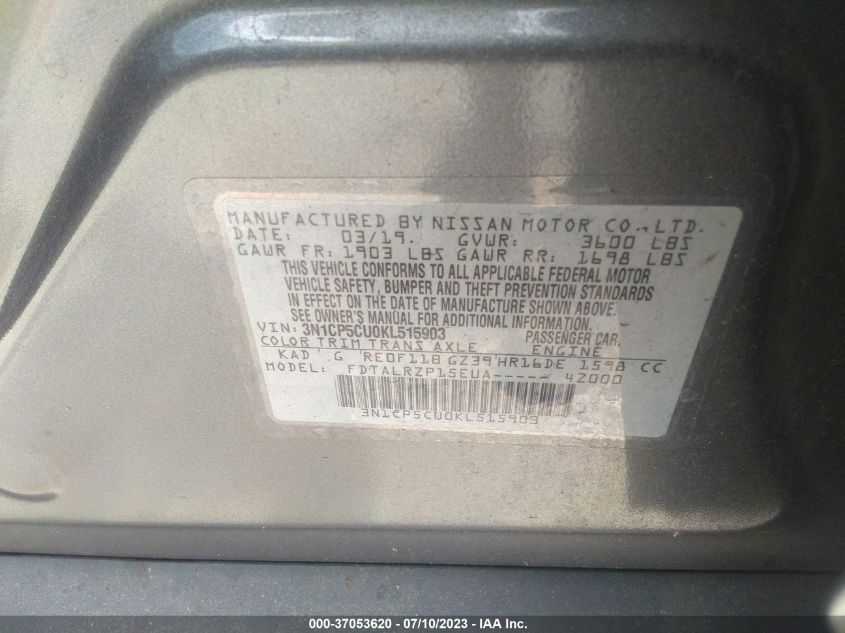 MANUFACTURED BY NISSAN MOTOR CO., LTD.
DATE: 03/19. GVWR: 3600 LBS
GAWR FR: 1903 LBS GAWR RR: 1698 LBS
THIS VEHICLE CONFORMS TO ALL APPLICABLE FEDERAL MOTOR
VEHICLE SAFETY, BUMPER AND THEFT PREVENTION STANDARDS
IN EFFECT ON THE DATE OF MANUFACTURE SHOWN ABOVE.
SEE OWNER'S MANUAL FOR ADDITIONAL INFORMATION.
VIN: 3N1CP5CU0KL515903 PASSENGER CAR.
COLOR TRIM TRANS AXLE ENGINE
KAD G RE0F11B GZ39 HR16DE 1598 CC
MODEL: FDTALRZP15EUA----- 42000
3N1CP5CU0KL515903
000-37053620 - 07/10/2023 - IAA Inc.